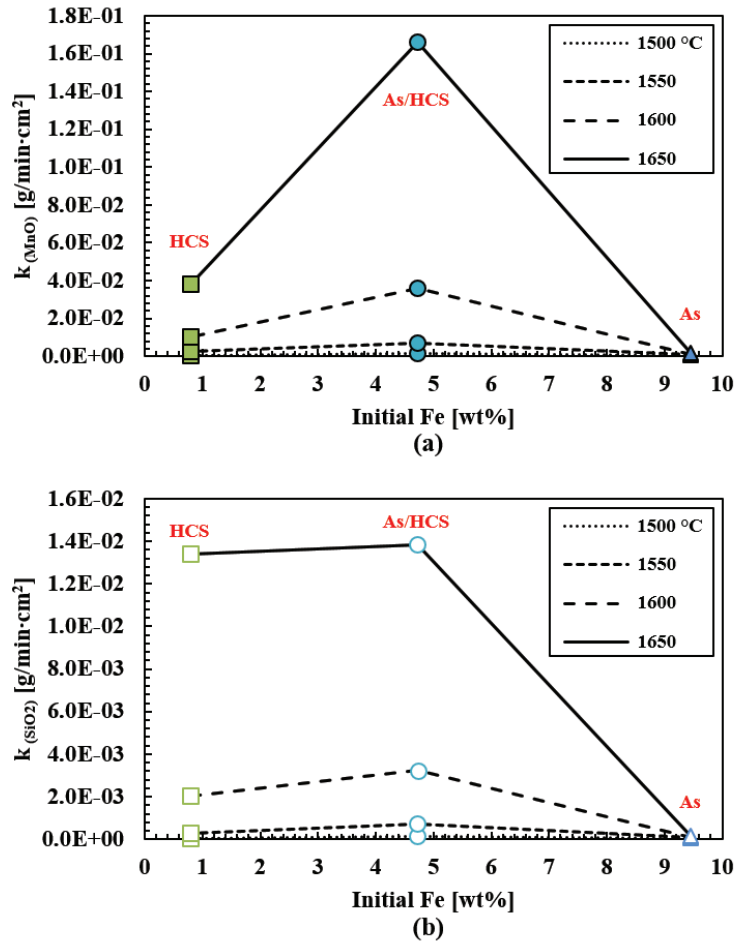 1.8E-01
1.6E-01
1.4E-01
1.2E-01
1.0E-01
8.0E-02
6.0E-02
4.0E-02
2.0E-02
0.0E+00
k(MnO) [g/min·cm²]
HCS
As/HCS
As
1500 °C
1550
1600
1650
0 1 2 3 4 5 6 7 8 9 10
Initial Fe [wt%]
(a)
1.6E-02
1.4E-02
1.2E-02
1.0E-02
8.0E-03
6.0E-03
4.0E-03
2.0E-03
0.0E+00
k(SiO2) [g/min·cm²]
HCS
As/HCS
As
1500 °C
1550
1600
1650
0 1 2 3 4 5 6 7 8 9 10
Initial Fe [wt%]
(b)